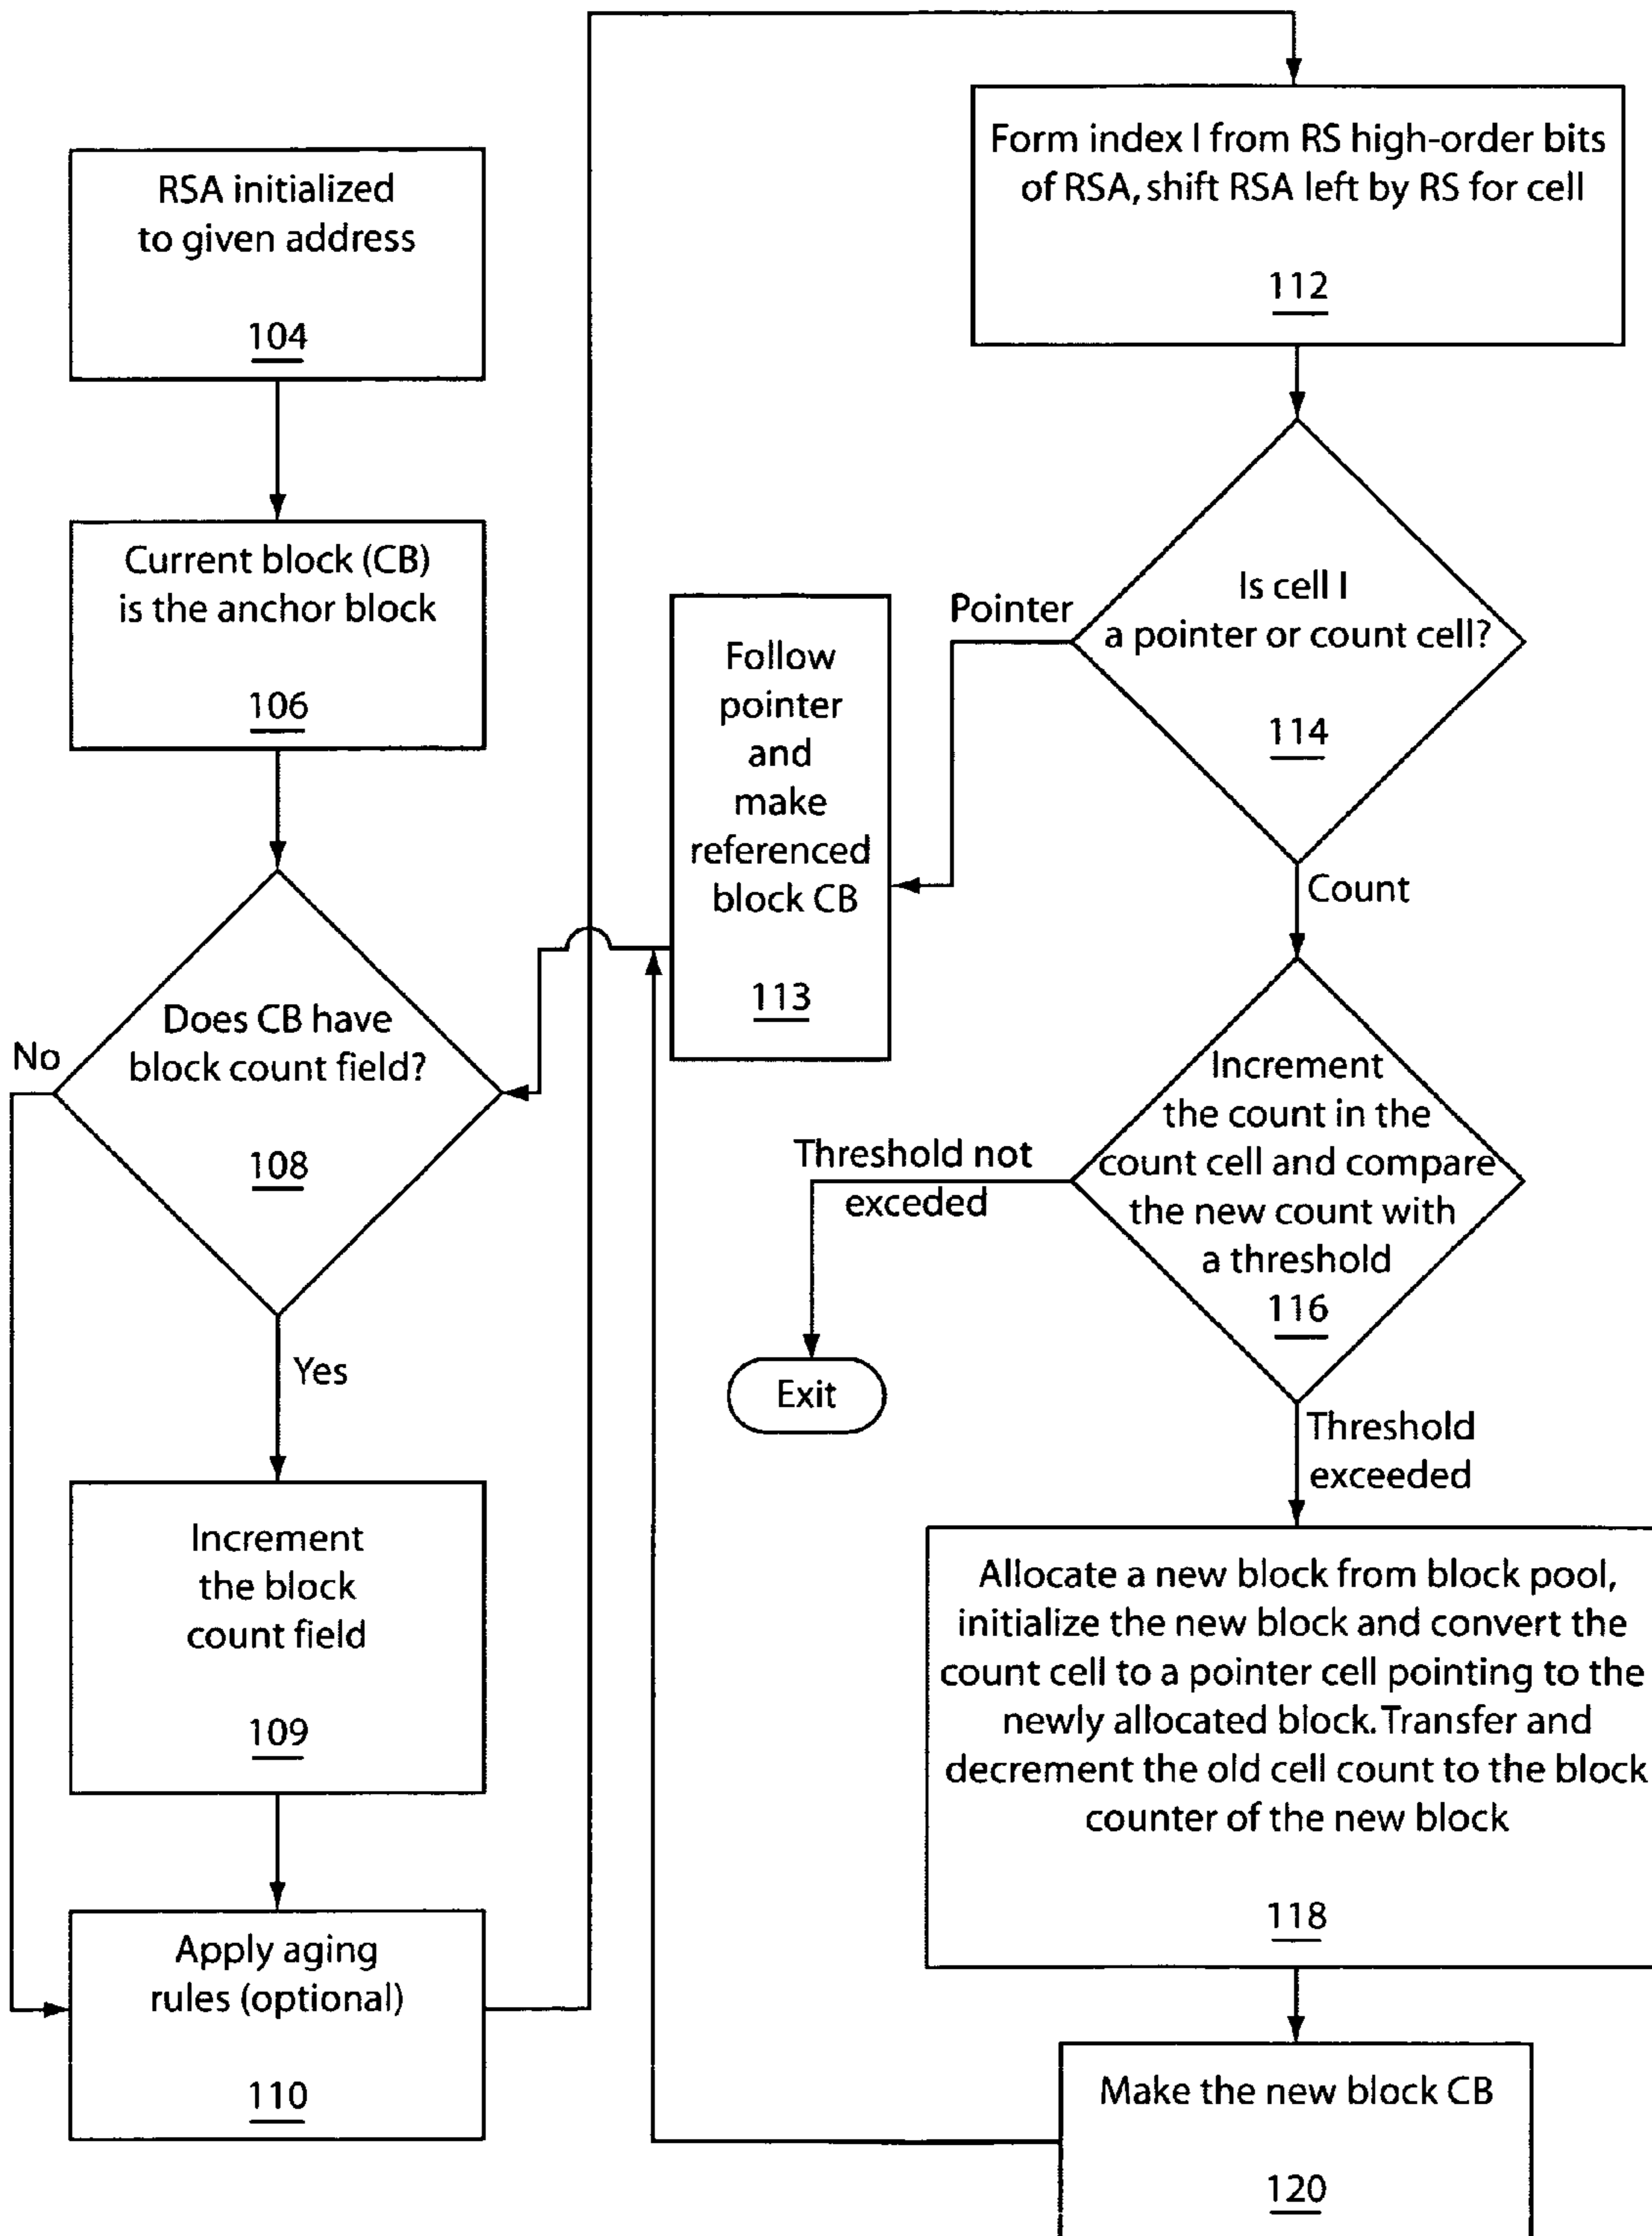 RSA initialized
to given address
104
Current block (CB)
is the anchor block
106
Does CB have
block count field?
108
No
Yes
Increment
the block
count field
109
Apply aging
rules (optional)
110
Form index I from RS high-order bits
of RSA, shift RSA left by RS for cell
112
Is cell I
a pointer or count cell?
114
Pointer
Count
Follow
pointer
and
make
referenced
block CB
113
Increment
the count in the
count cell and compare
the new count with
a threshold
116
Threshold not
exceded
Exit
Threshold
exceeded
Allocate a new block from block pool,
initialize the new block and convert the
count cell to a pointer cell pointing to the
newly allocated block. Transfer and
decrement the old cell count to the block
counter of the new block
118
Make the new block CB
120